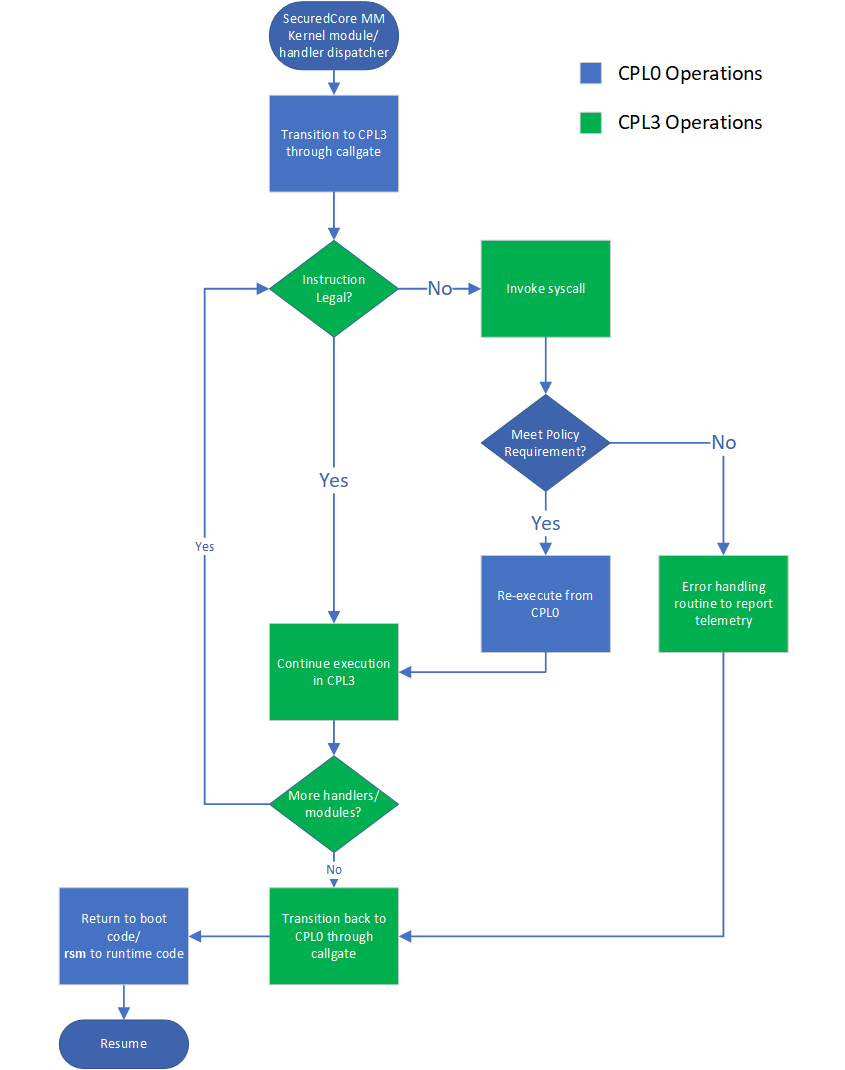 SecuredCore MM
Kernel module/
handler dispatcher
CPL0 Operations
CPL3 Operations
Transition to CPL3
through callgate
Instruction
Legal?
No
Invoke syscall
Meet Policy
Requirement?
No
Yes
Yes
Yes
Re-execute from
CPL0
Error handling
routine to report
telemetry
Continue execution
in CPL3
More handlers/
modules?
No
Return to boot
code/
rsm to runtime code
Transition back to
CPL0 through
callgate
Resume